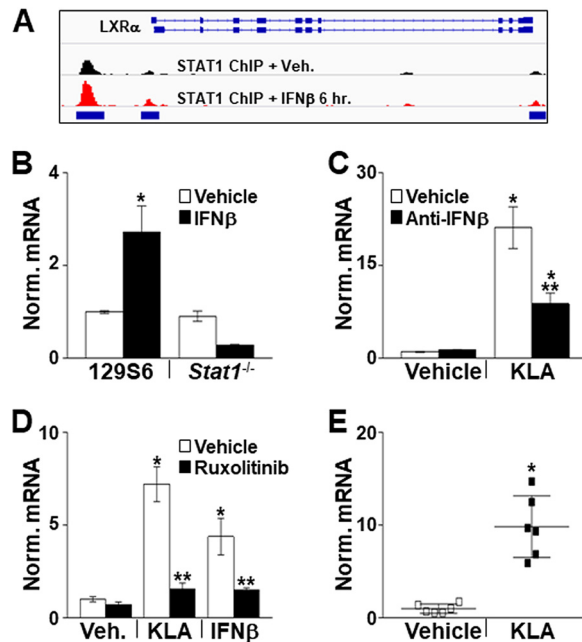 A
LXRα
STAT1 ChIP + Veh.
STAT1 ChIP + IFNβ 6 hr.
B
Norm. mRNA
4
2
0
*
Vehicle
IFNβ
129S6
Stat1-/-
C
Norm. mRNA
30
15
0
*
*
**
Vehicle
Anti-IFNβ
Vehicle
KLA
D
Norm. mRNA
10
5
0
*
**
*
**
Vehicle
Ruxolitinib
Veh.
KLA
IFNβ
E
Norm. mRNA
20
10
0
*
Vehicle
KLA